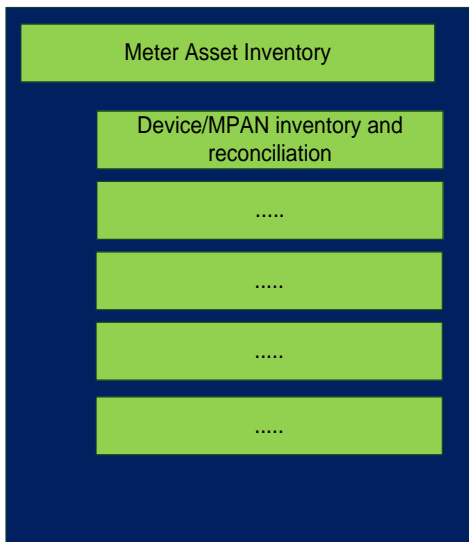 Meter Asset Inventory
Device/MPAN inventory and
reconciliation
.....
.....
.....
.....